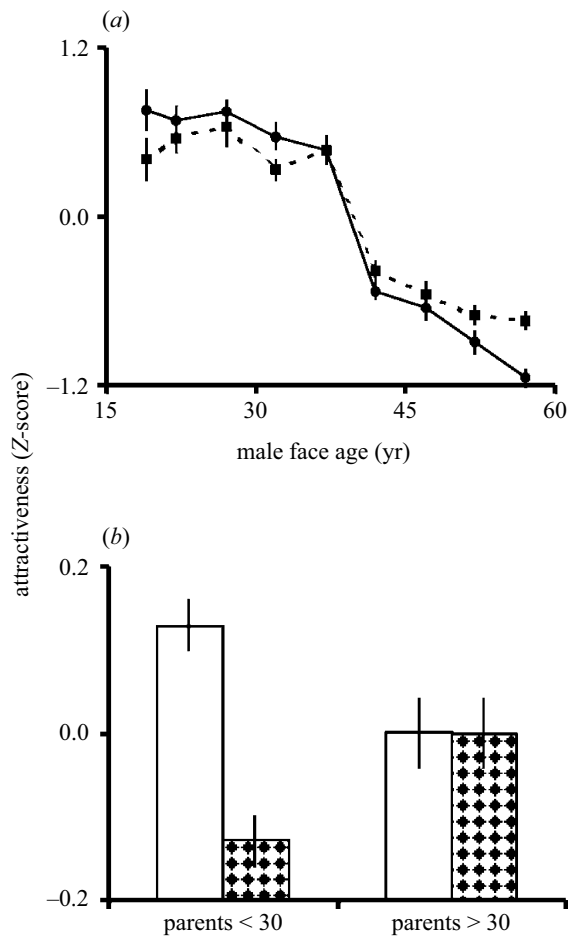 (a)
1.2
0.0
−1.2
15
30
45
60
male face age (yr)
attractiveness (Z-score)
(b)
0.2
0.0
−0.2
parents < 30
parents > 30